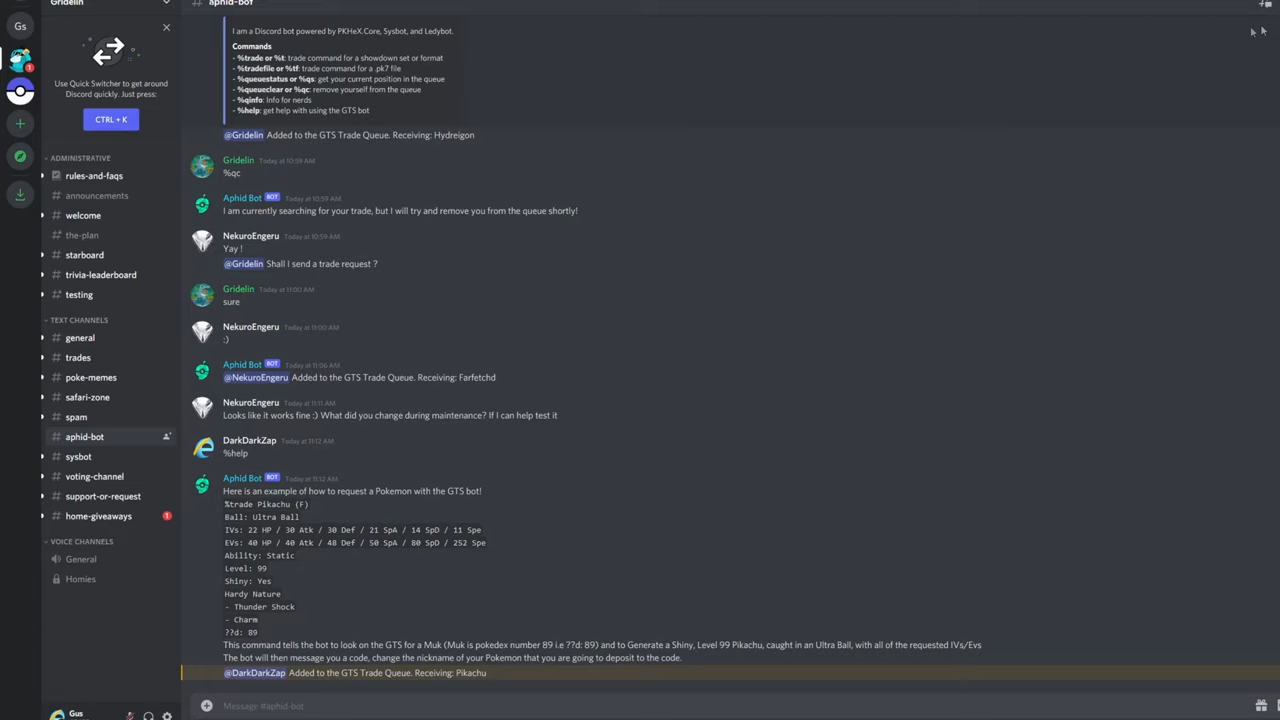 Gridelin
aphid-bot
Gs
1
Use Quick Switcher to get around
Discord quickly. Just press:
CTRL + K
ADMINISTRATIVE
rules-and-faqs
announcements
welcome
the-plan
starboard
trivia-leaderboard
testing
TEXT CHANNELS
general
trades
poke-memes
safari-zone
spam
aphid-bot
sysbot
voting-channel
support-or-request
home-giveaways 1
VOICE CHANNELS
General
Homies
Gus
I am a Discord bot powered by PKHeX.Core, Sysbot, and Ledybot.
Commands
- %trade or %t: trade command for a showdown set or format
- %tradefile or %tf: trade command for a .pk7 file
- %queuestatus or %qs: get your current position in the queue
- %queueclear or %qc: remove yourself from the queue
- %qinfo: Info for nerds
- %help: get help with using the GTS bot
@Gridelin Added to the GTS Trade Queue. Receiving: Hydreigon
Gridelin Today at 10:59 AM
%qc
Aphid Bot BOT Today at 10:59 AM
I am currently searching for your trade, but I will try and remove you from the queue shortly!
NekuroEngeru Today at 10:59 AM
Yay !
@Gridelin Shall I send a trade request ?
Gridelin Today at 11:00 AM
sure
NekuroEngeru Today at 11:00 AM
:)
Aphid Bot BOT Today at 11:06 AM
@NekuroEngeru Added to the GTS Trade Queue. Receiving: Farfetchd
NekuroEngeru Today at 11:11 AM
Looks like it works fine :) What did you change during maintenance? If I can help test it
DarkDarkZap Today at 11:12 AM
%help
Aphid Bot BOT Today at 11:12 AM
Here is an example of how to request a Pokemon with the GTS bot!
%trade Pikachu (F)
Ball: Ultra Ball
IVs: 22 HP / 30 Atk / 30 Def / 21 SpA / 14 SpD / 11 Spe
EVs: 40 HP / 40 Atk / 48 Def / 50 SpA / 80 SpD / 252 Spe
Ability: Static
Level: 99
Shiny: Yes
Hardy Nature
- Thunder Shock
- Charm
??d: 89
This command tells the bot to look on the GTS for a Muk (Muk is pokedex number 89 i.e ??d: 89) and to Generate a Shiny, Level 99 Pikachu, caught in an Ultra Ball, with all of the requested IVs/Evs
The bot will then message you a code, change the nickname of your Pokemon that you are going to deposit to the code.
@DarkDarkZap Added to the GTS Trade Queue. Receiving: Pikachu
Message #aphid-bot